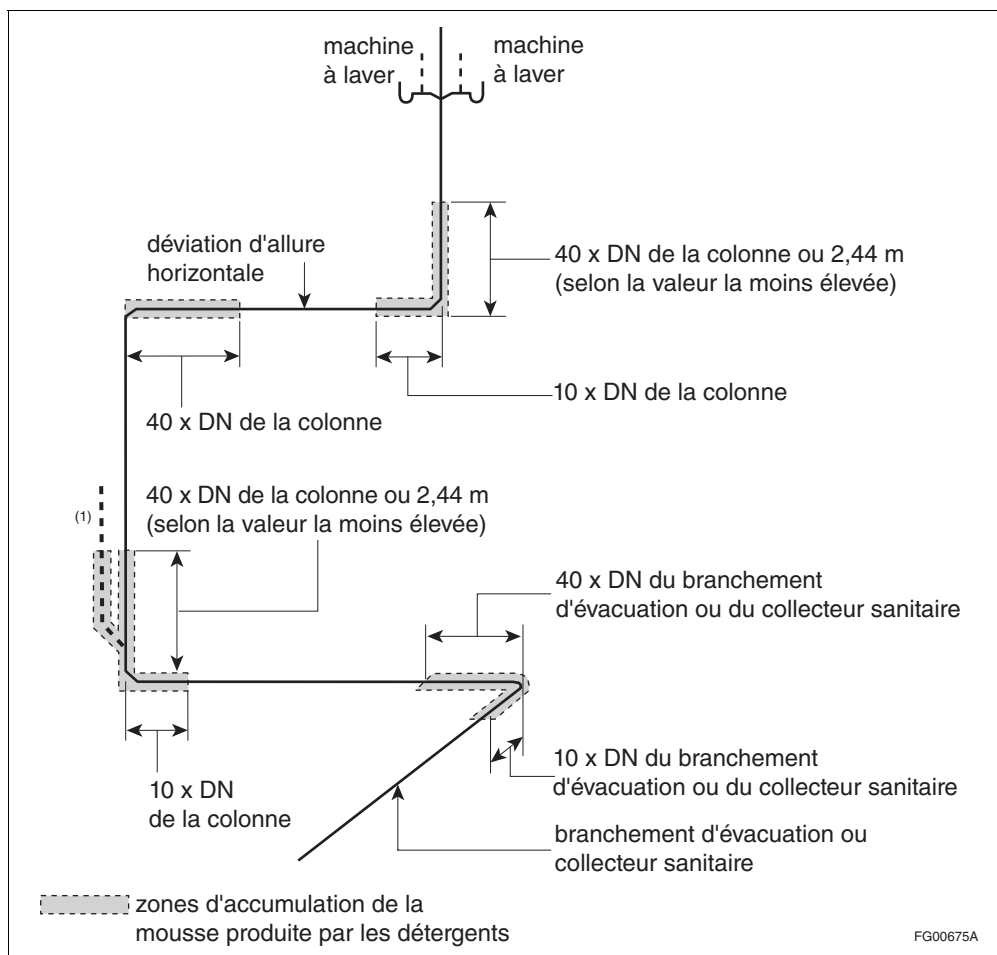 machine
à laver
machine
à laver
déviation d'allure
horizontale
40 x DN de la colonne ou 2,44 m
(selon la valeur la moins élevée)
10 x DN de la colonne
40 x DN de la colonne
40 x DN de la colonne ou 2,44 m
(selon la valeur la moins élevée)
(1)
40 x DN du branchement
d'évacuation ou du collecteur sanitaire
10 x DN
de la colonne
10 x DN du branchement
d'évacuation ou du collecteur sanitaire
branchement d'évacuation ou
collecteur sanitaire
zones d'accumulation de la
mousse produite par les détergents
FG00675A